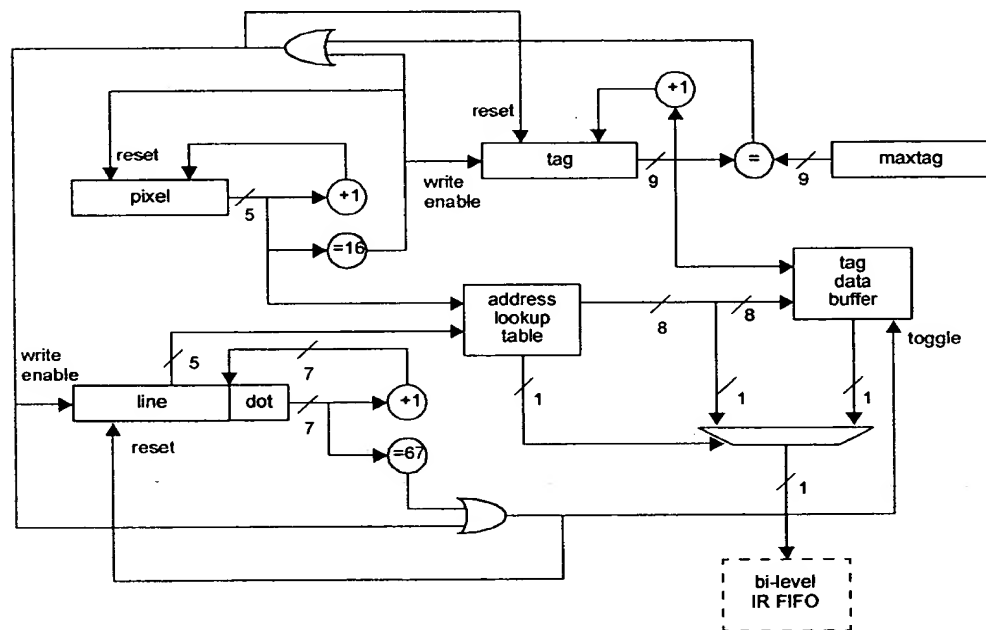 reset
+1
reset
tag
=
maxtag
9
9
write
enable
reset
pixel
5
+1
=16
tag
data
buffer
address
lookup
table
8
8
toggle
5
7
write
enable
line
dot
7
+1
1
1
1
reset
=67
1
bi-level
IR FIFO